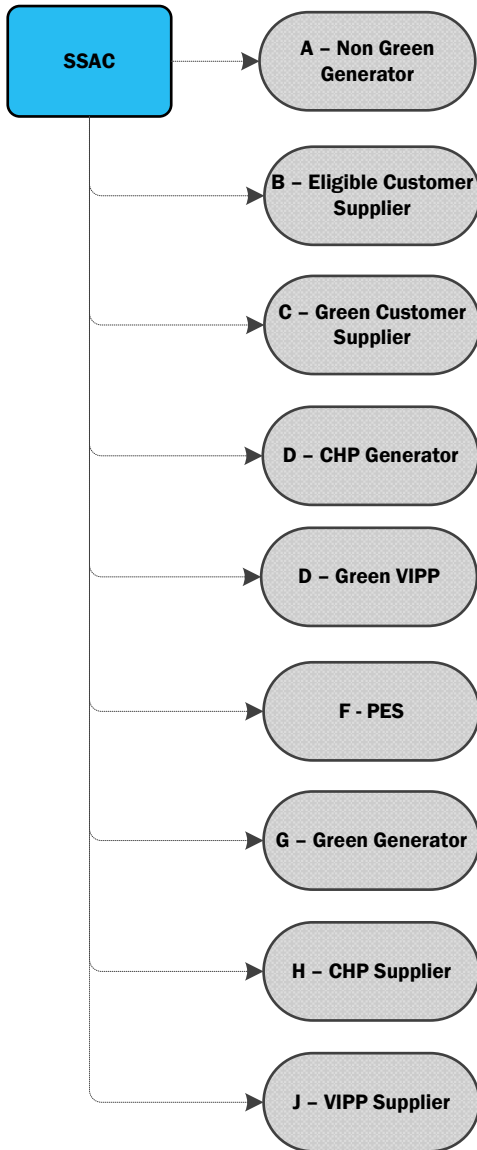 SSAC
A – Non Green
Generator
B – Eligible Customer
Supplier
C – Green Customer
Supplier
D – CHP Generator
D – Green VIPP
F - PES
G – Green Generator
H – CHP Supplier
J – VIPP Supplier